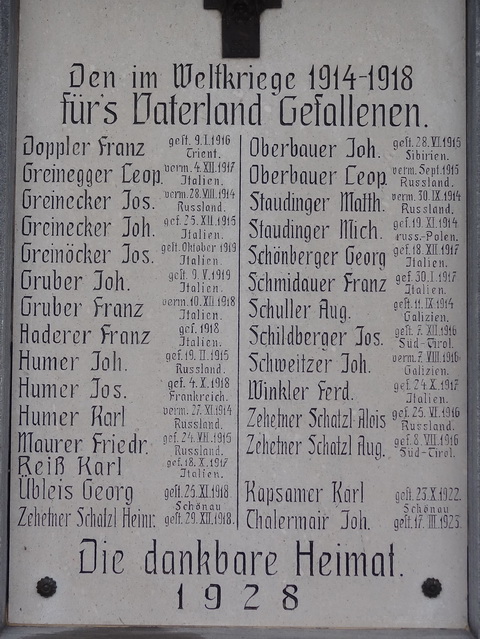 Den im Weltkriege 1914-1918
für's Vaterland Gefallenen.
Doppler Franz gest. 9.I.1916 Trient.
Greinegger Leop. verm. 4.XII.1917 Italien.
Greinecker Jos. verm. 28.VIII.1914 Russland.
Greinecker Joh. gef. 25.XII.1915 Italien.
Greinöcker Jos. gest. Oktober 1919 Italien.
Gruber Joh. gest. 9.V.1919 Italien.
Gruber Franz verm. 10.XII.1918 Italien.
Haderer Franz gef. 1918 Italien.
Humer Joh. gef. 19.II.1915 Russland.
Humer Jos. gef. 4.X.1918 Frankreich.
Humer Karl verm. 27.XI.1914 Russland.
Maurer Friedr. gef. 24.VII.1915 Russland.
Reiß Karl gef. 18.X.1917 Italien.
Übleis Georg gest. 25.XI.1918
Schönau
Zehetner Schatzl Heinr. gest. 29.XII.1918.
Oberbauer Joh. gest. 28.VI.1915 Sibirien.
Oberbauer Leop. verm. Sept. 1915 Russland.
Staudinger Matth. verm. 30.IX.1914 Russland.
Staudinger Mich. gef. 19.XI.1914 russ.-Polen.
Schönberger Georg gef. 18.XII.1917 Italien.
Schmidauer Franz gef. 30.I.1917 Italien.
Schuller Aug. gest. 11.IX.1914 Galizien.
Schildberger Jos. gest. 7.XII.1916 Süd-Tirol.
Schweitzer Joh. verm. 7.VIII.1916 Galizien.
Winkler Ferd. gef. 24.X.1917 Italien.
Zehetner Schatzl Alois gef. 25.VI.1916 Russland.
Zehetner Schatzl Aug. gef. 8.VII.1916 Süd-Tirol.
Kapsamer Karl gest. 23.X.1922.
Schönau
Thalermair Joh. gest. 17.III.1923.
Die dankbare Heimat.
1928